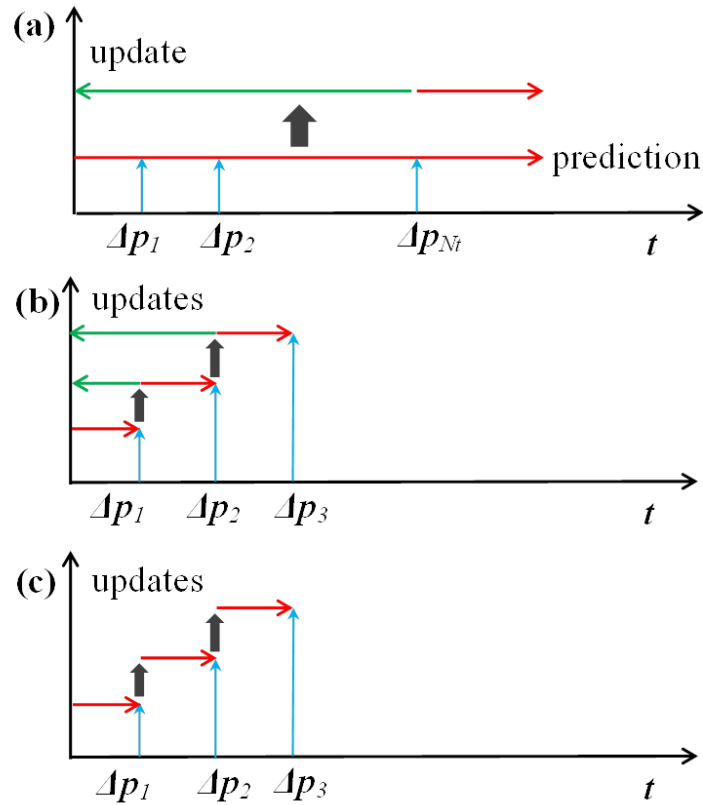 (a)
update
prediction
Δp1 Δp2 ΔpNt t
(b)
updates
Δp1 Δp2 Δp3 t
(c)
updates
Δp1 Δp2 Δp3 t